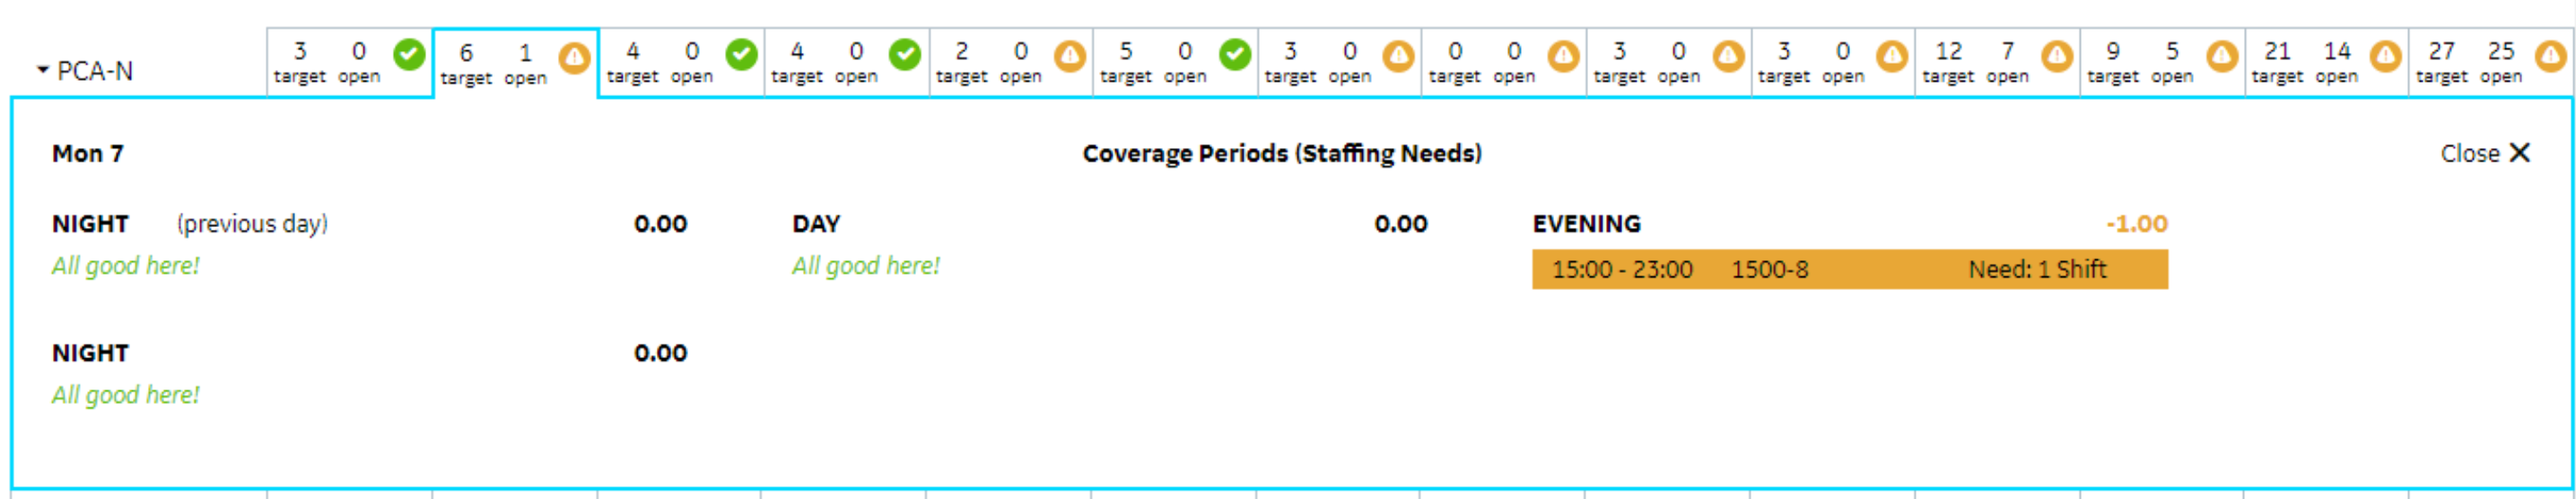 PCA-N
3 0 6 1 4 0 4 0 2 0 5 0 3 0 0 0 3 0 3 0 12 7 9 5 21 14 27 25
target open target open target open target open target open target open target open target open target open target open target open target open target open target open
Mon 7 Coverage Periods (Staffing Needs) Close X
NIGHT (previous day) 0.00 DAY 0.00 EVENING -1.00
All good here! All good here! 15:00 - 23:00 1500-8 Need: 1 Shift
NIGHT 0.00
All good here!